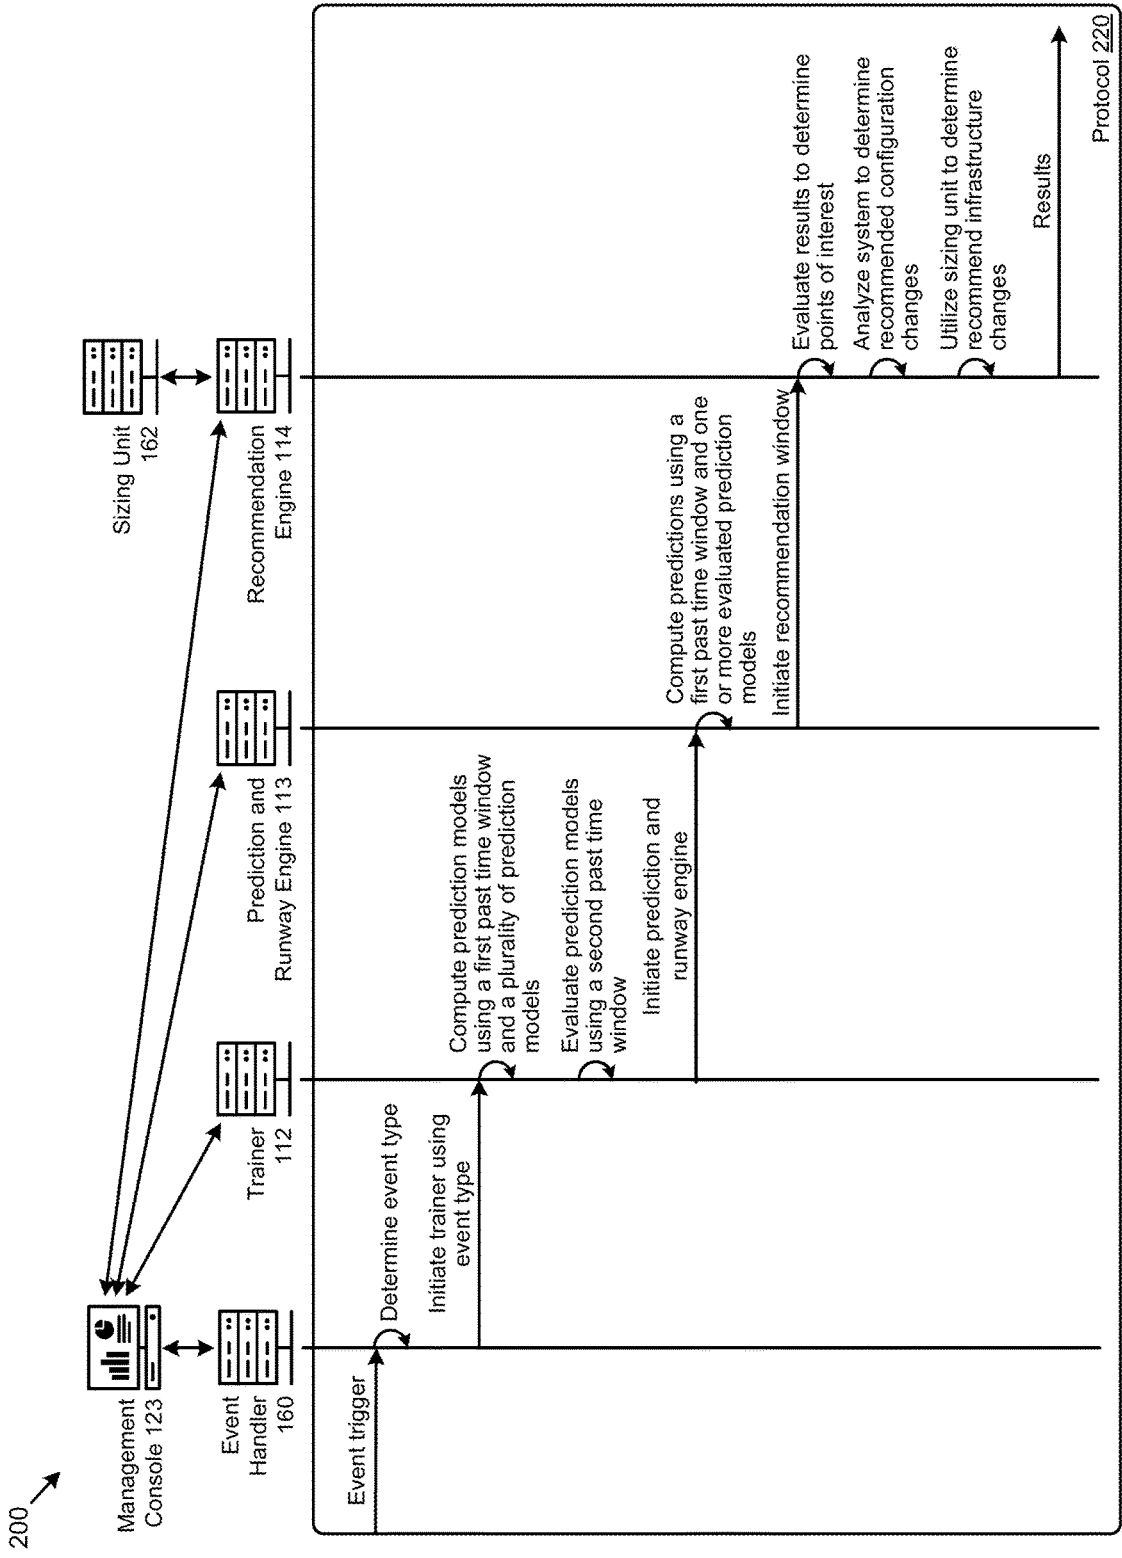 200
Management
Console 123
Sizing Unit
162
Event
Handler
160
Trainer
112
Prediction and
Runway Engine 113
Recommendation
Engine 114
Event trigger
Determine event type
Initiate trainer using
event type
Compute prediction models
using a first past time window
and a plurality of prediction
models
Evaluate prediction models
using a second past time
window
Initiate prediction and
runway engine
Compute predictions using a
first past time window and one
or more evaluated prediction
models
Initiate recommendation window
Evaluate results to determine
points of interest
Analyze system to determine
recommended configuration
changes
Utilize sizing unit to determine
recommend infrastructure
changes
Results
Protocol 220